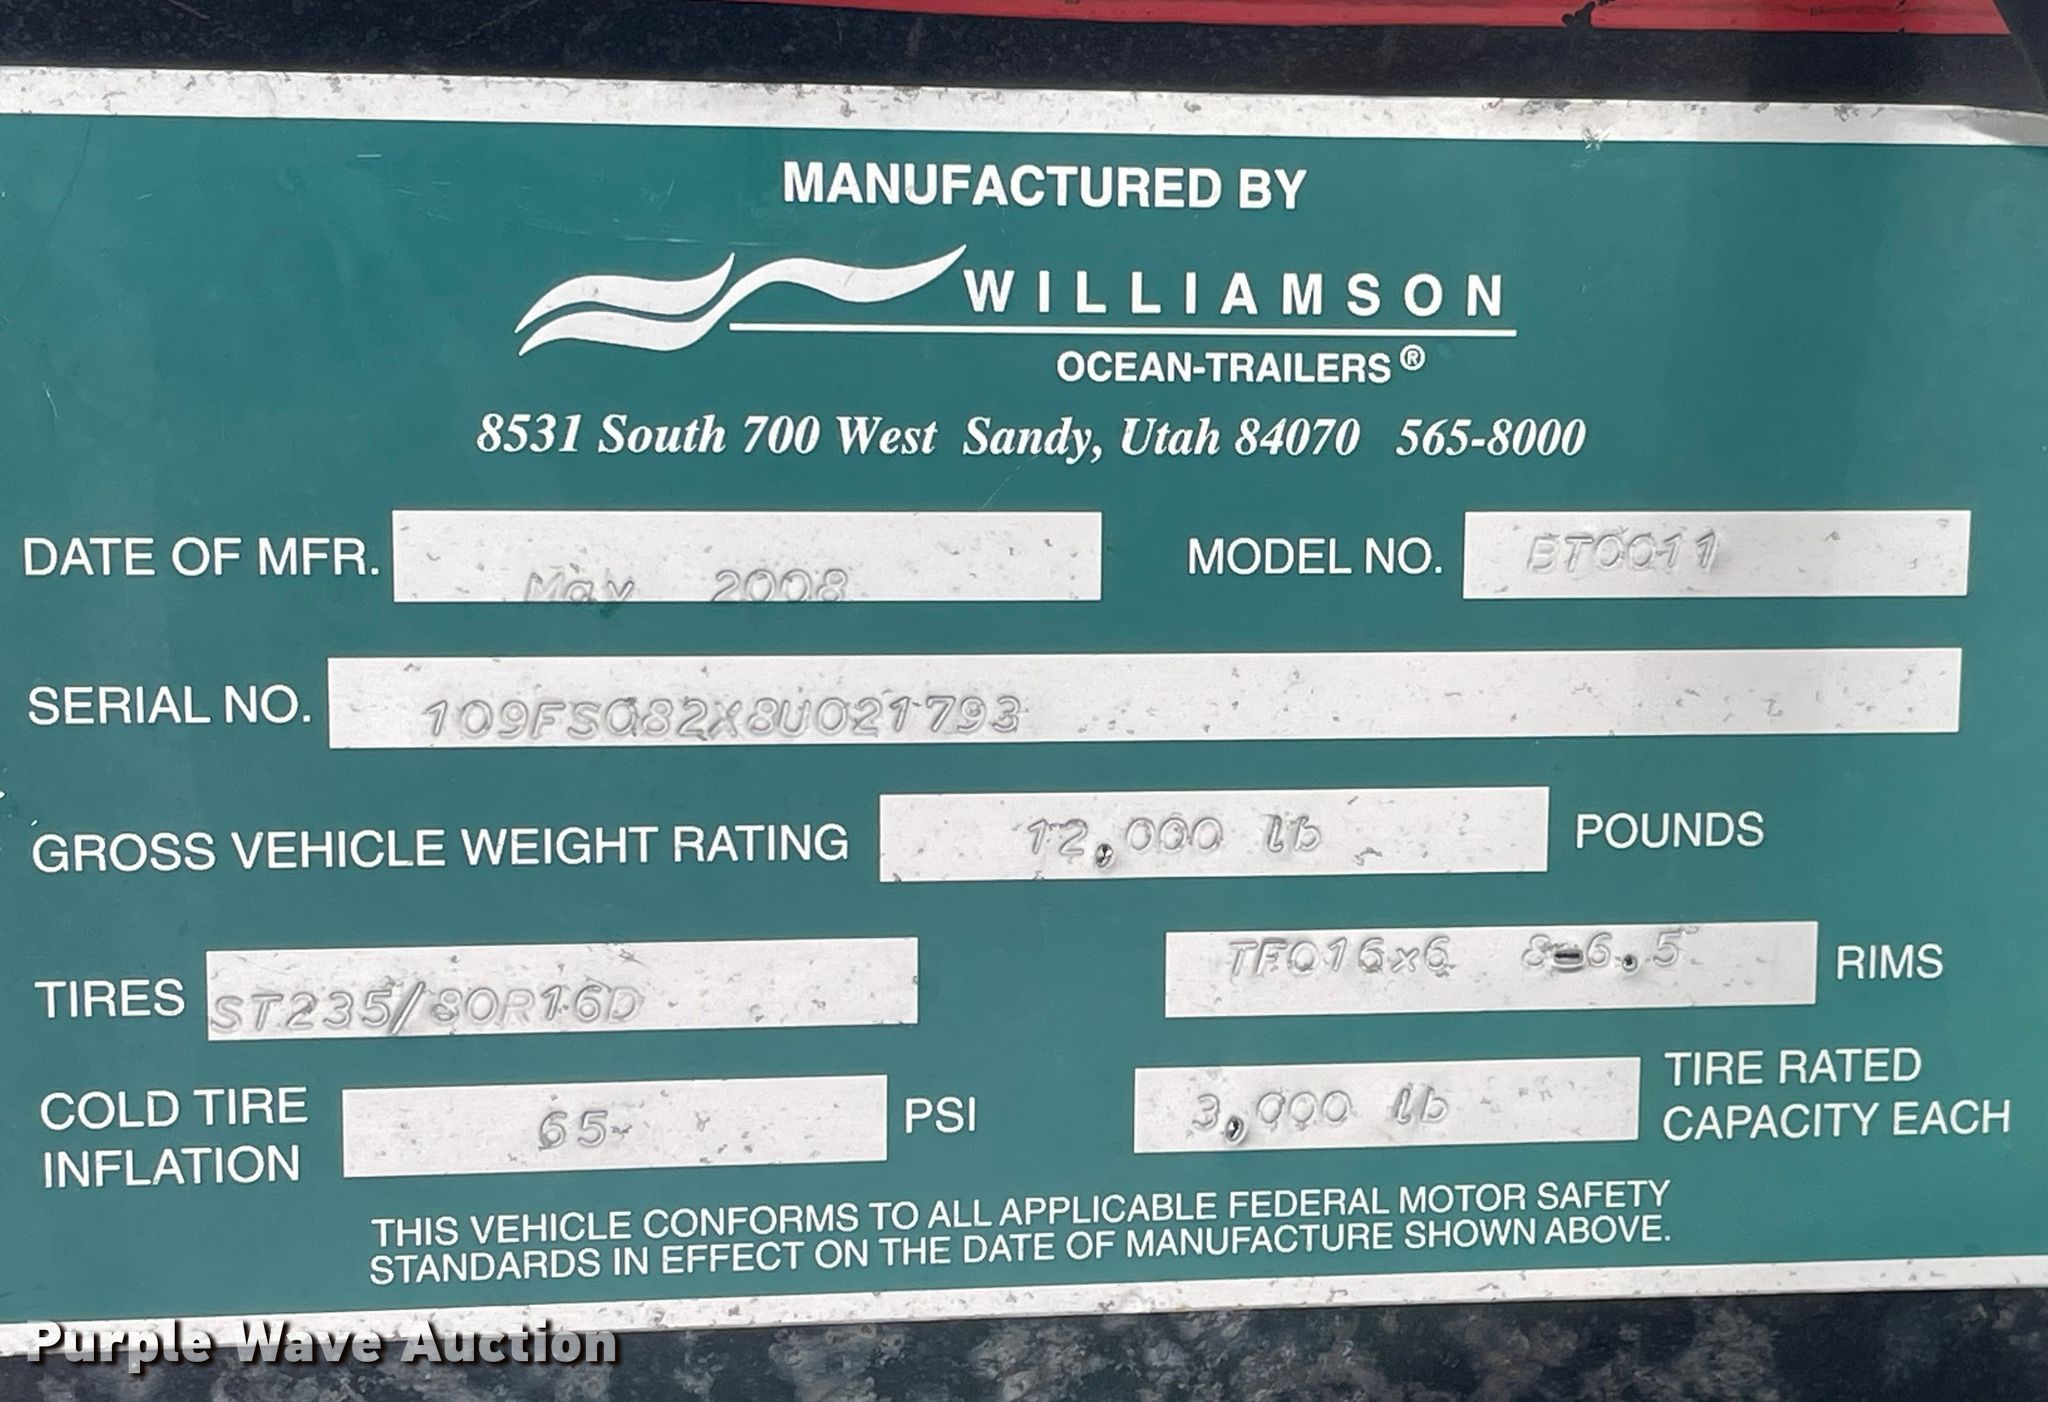 MANUFACTURED BY
WILLIAMSON
OCEAN-TRAILERS®
8531 South 700 West Sandy, Utah 84070 565-8000
DATE OF MFR. May 2008 MODEL NO. BT0011
SERIAL NO. 109FS082X8U021793
GROSS VEHICLE WEIGHT RATING 12,000 lb POUNDS
TIRES ST235/80R16D TF016x6 8-6.5 RIMS
COLD TIRE INFLATION 65 PSI 3,000 lb TIRE RATED CAPACITY EACH
THIS VEHICLE CONFORMS TO ALL APPLICABLE FEDERAL MOTOR SAFETY
STANDARDS IN EFFECT ON THE DATE OF MANUFACTURE SHOWN ABOVE.
Purple Wave Auction